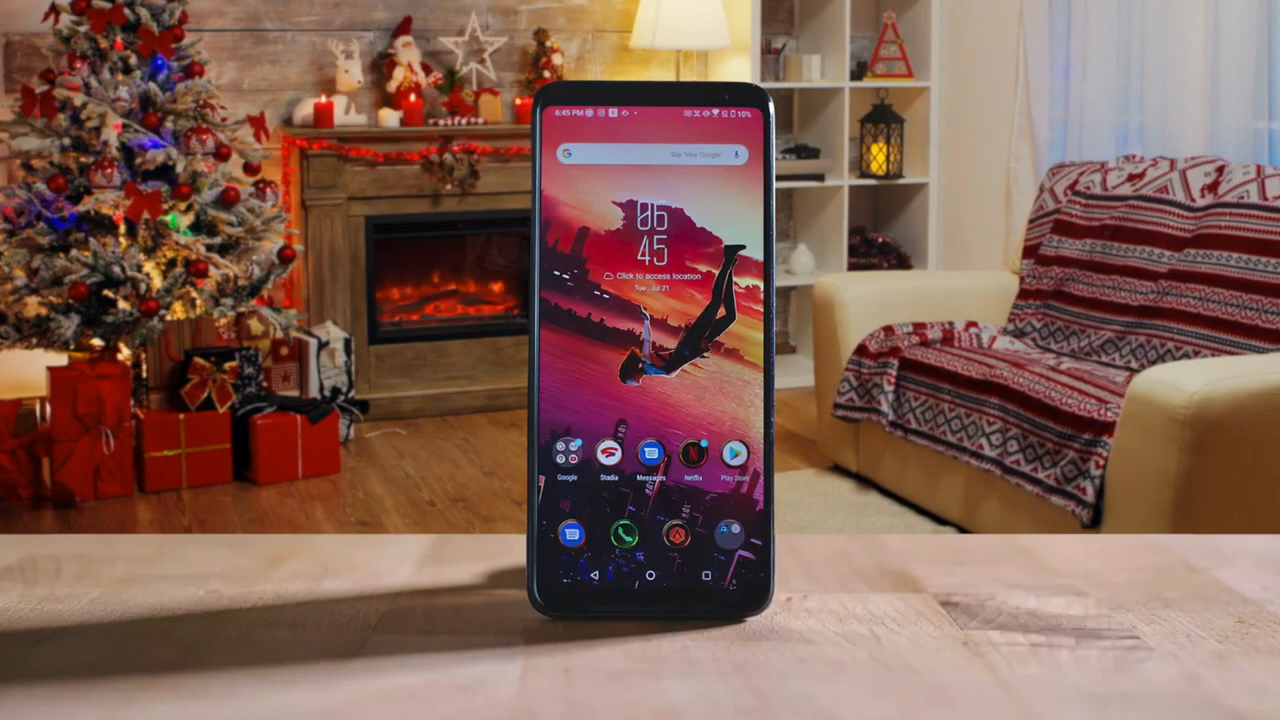 6:45 PM
10%
Say "Hey Google"
06
45
Click to access location
Tue, Jul 21
Google
Stadia
Messages
Netflix
Play Store